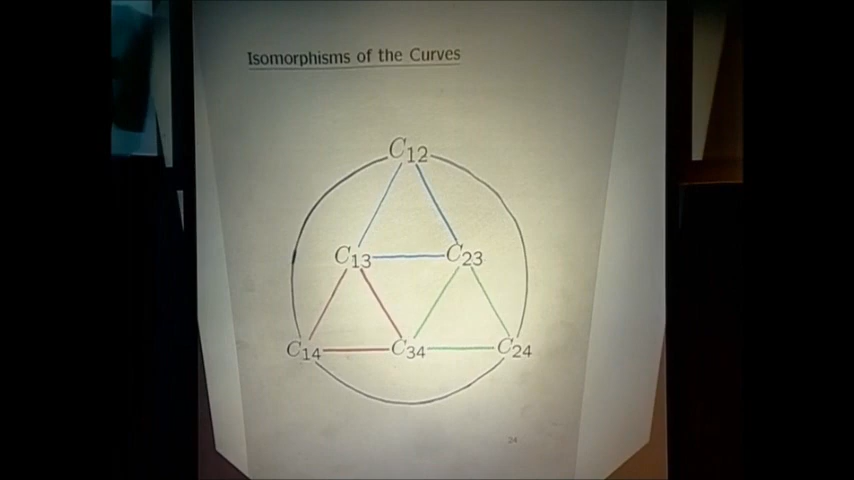 Isomorphisms of the Curves
C12
C13 C23
C14 C34 C24
24